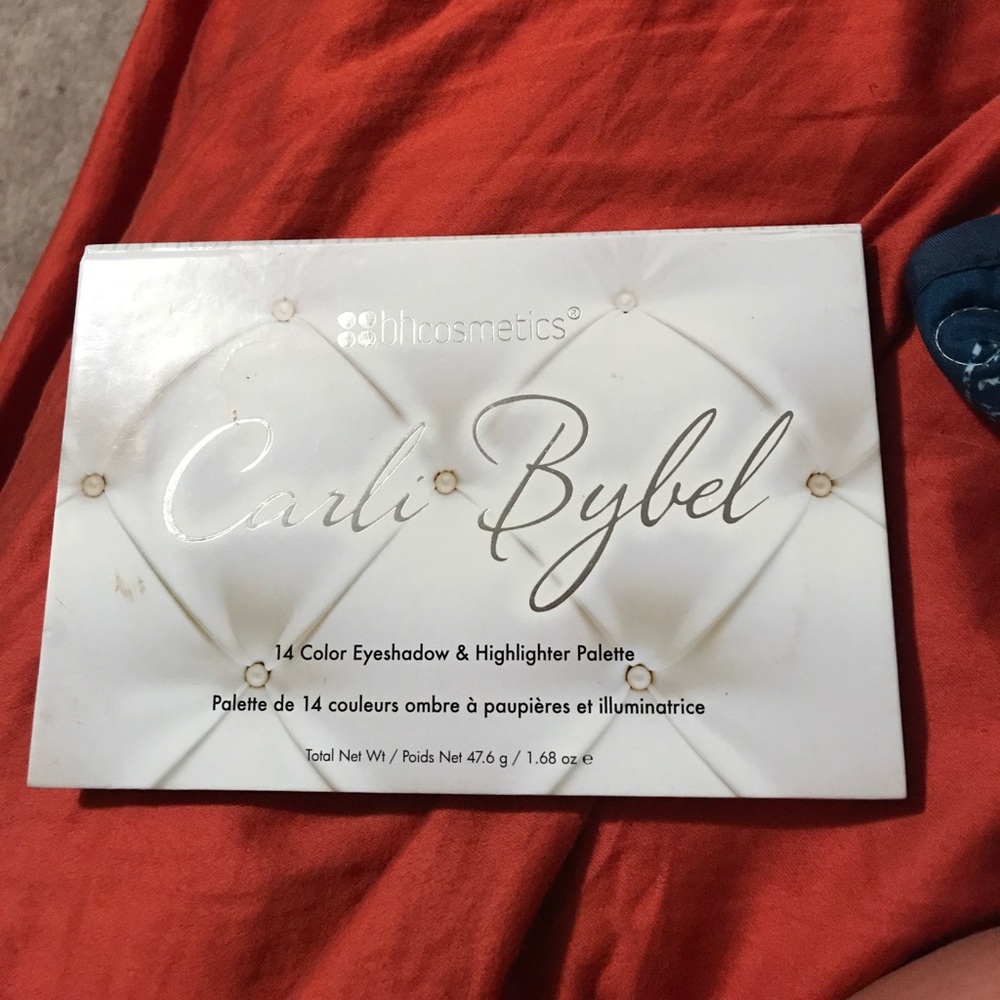 bhcosmetics®
Carli Bybel
14 Color Eyeshadow & Highlighter Palette
Palette de 14 couleurs ombre à paupières et illuminatrice
Total Net Wt / Poids Net 47.6 g / 1.68 oz ℮